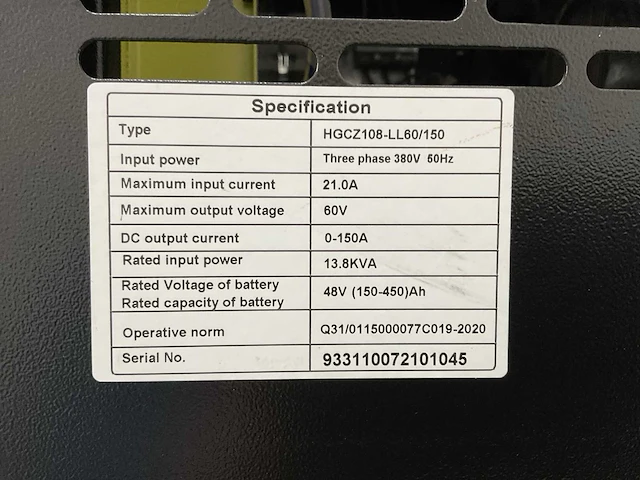 Specification
Type HGCZ108-LL60/150
Input power Three phase 380V 60Hz
Maximum input current 21.0A
Maximum output voltage 60V
DC output current 0-150A
Rated input power 13.8KVA
Rated Voltage of battery
Rated capacity of battery 48V (150-450)Ah
Operative norm Q31/0115000077C019-2020
Serial No. 933110072101045